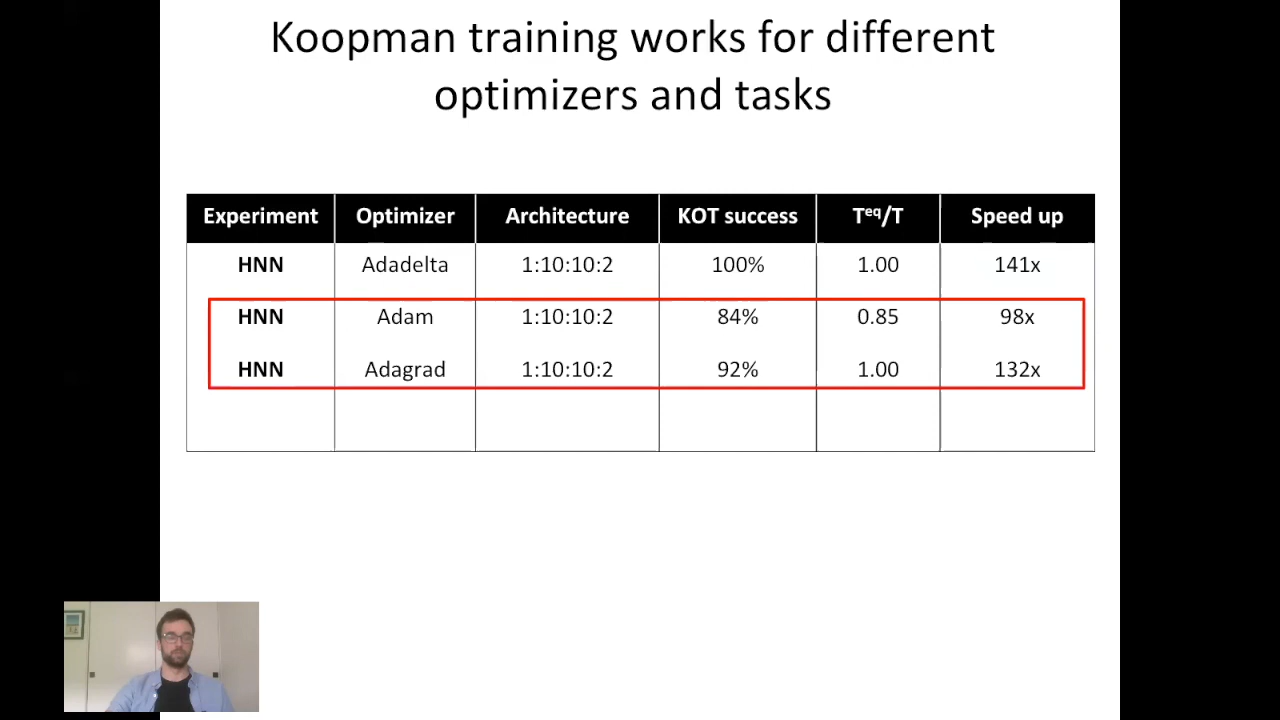 Koopman training works for different
optimizers and tasks
Experiment Optimizer Architecture KOT success Tᵉᑫ/T Speed up
HNN Adadelta 1:10:10:2 100% 1.00 141x
HNN Adam 1:10:10:2 84% 0.85 98x
HNN Adagrad 1:10:10:2 92% 1.00 132x